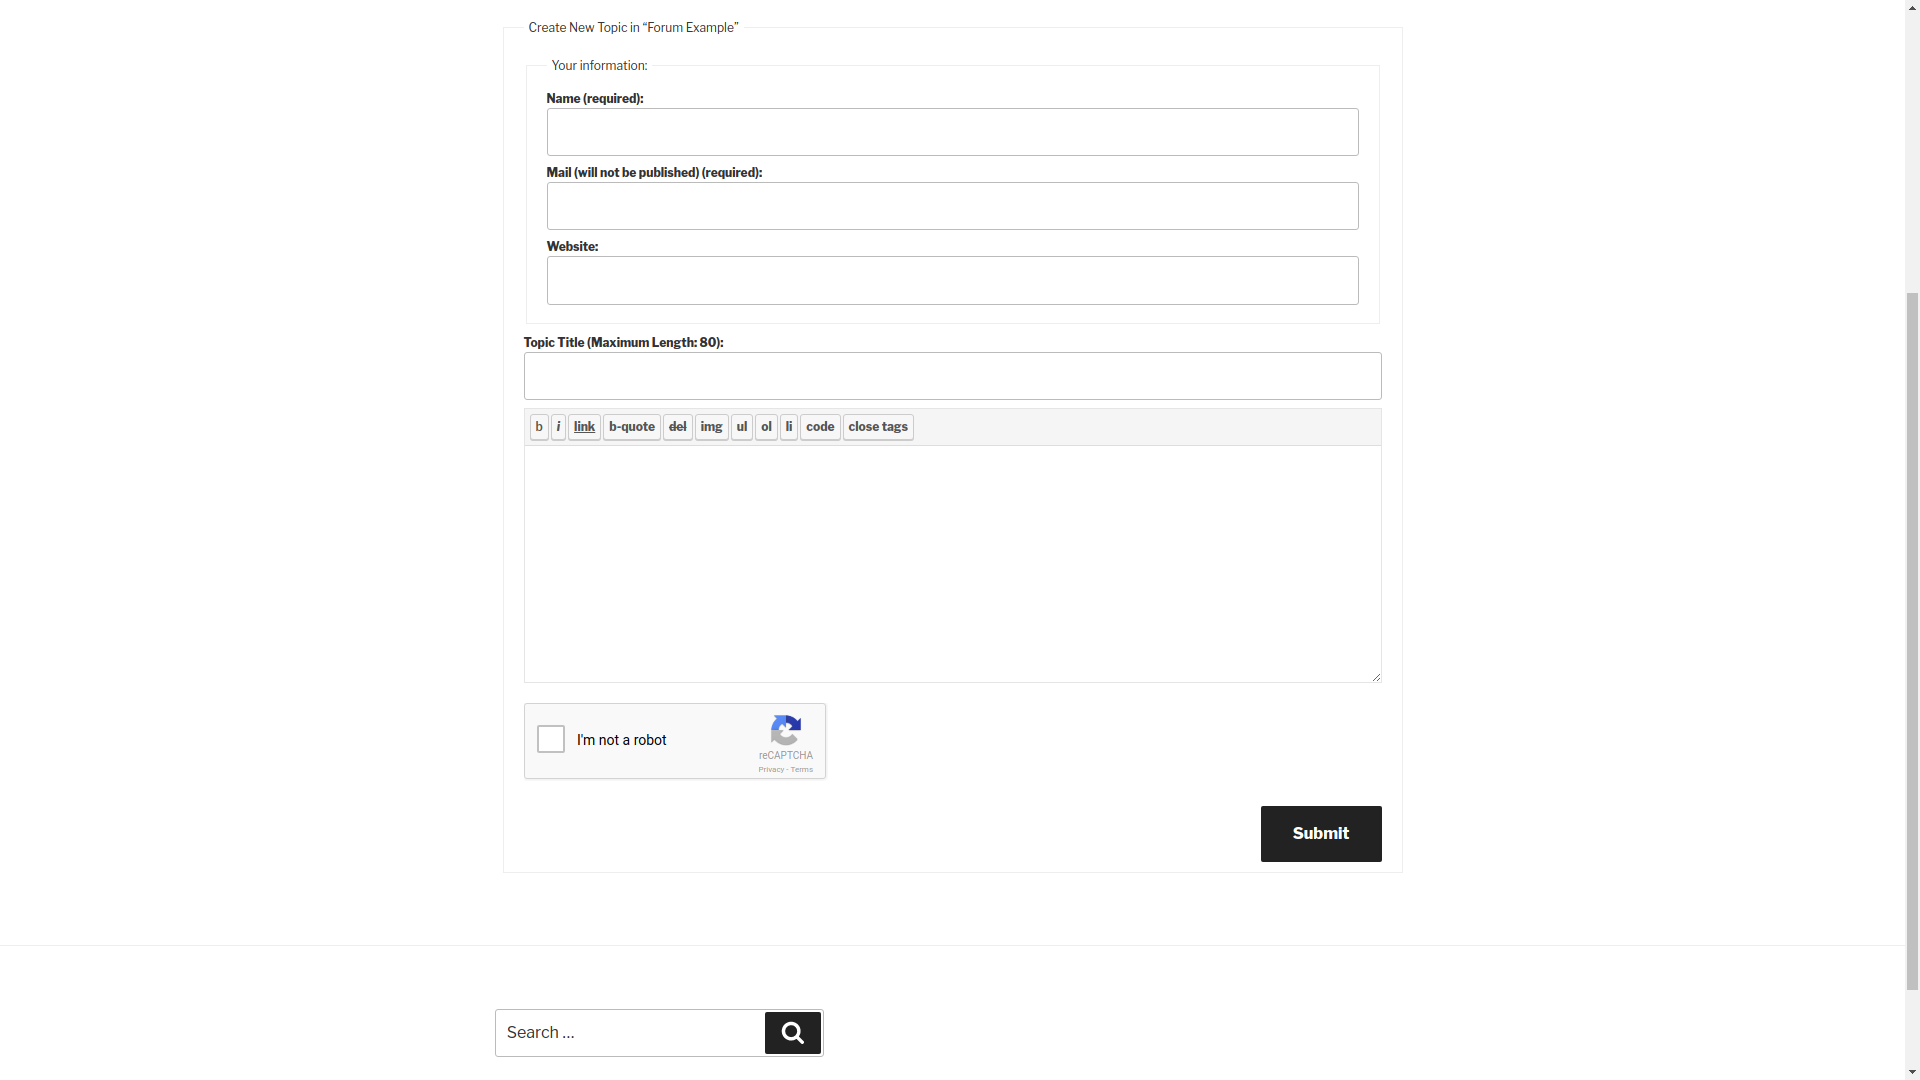 Create New Topic in “Forum Example”
Your information:
Name (required):
Mail (will not be published) (required):
Website:
Topic Title (Maximum Length: 80):
b i link b-quote del img ul ol li code close tags
I'm not a robot
reCAPTCHA
Privacy - Terms
Submit
Search …